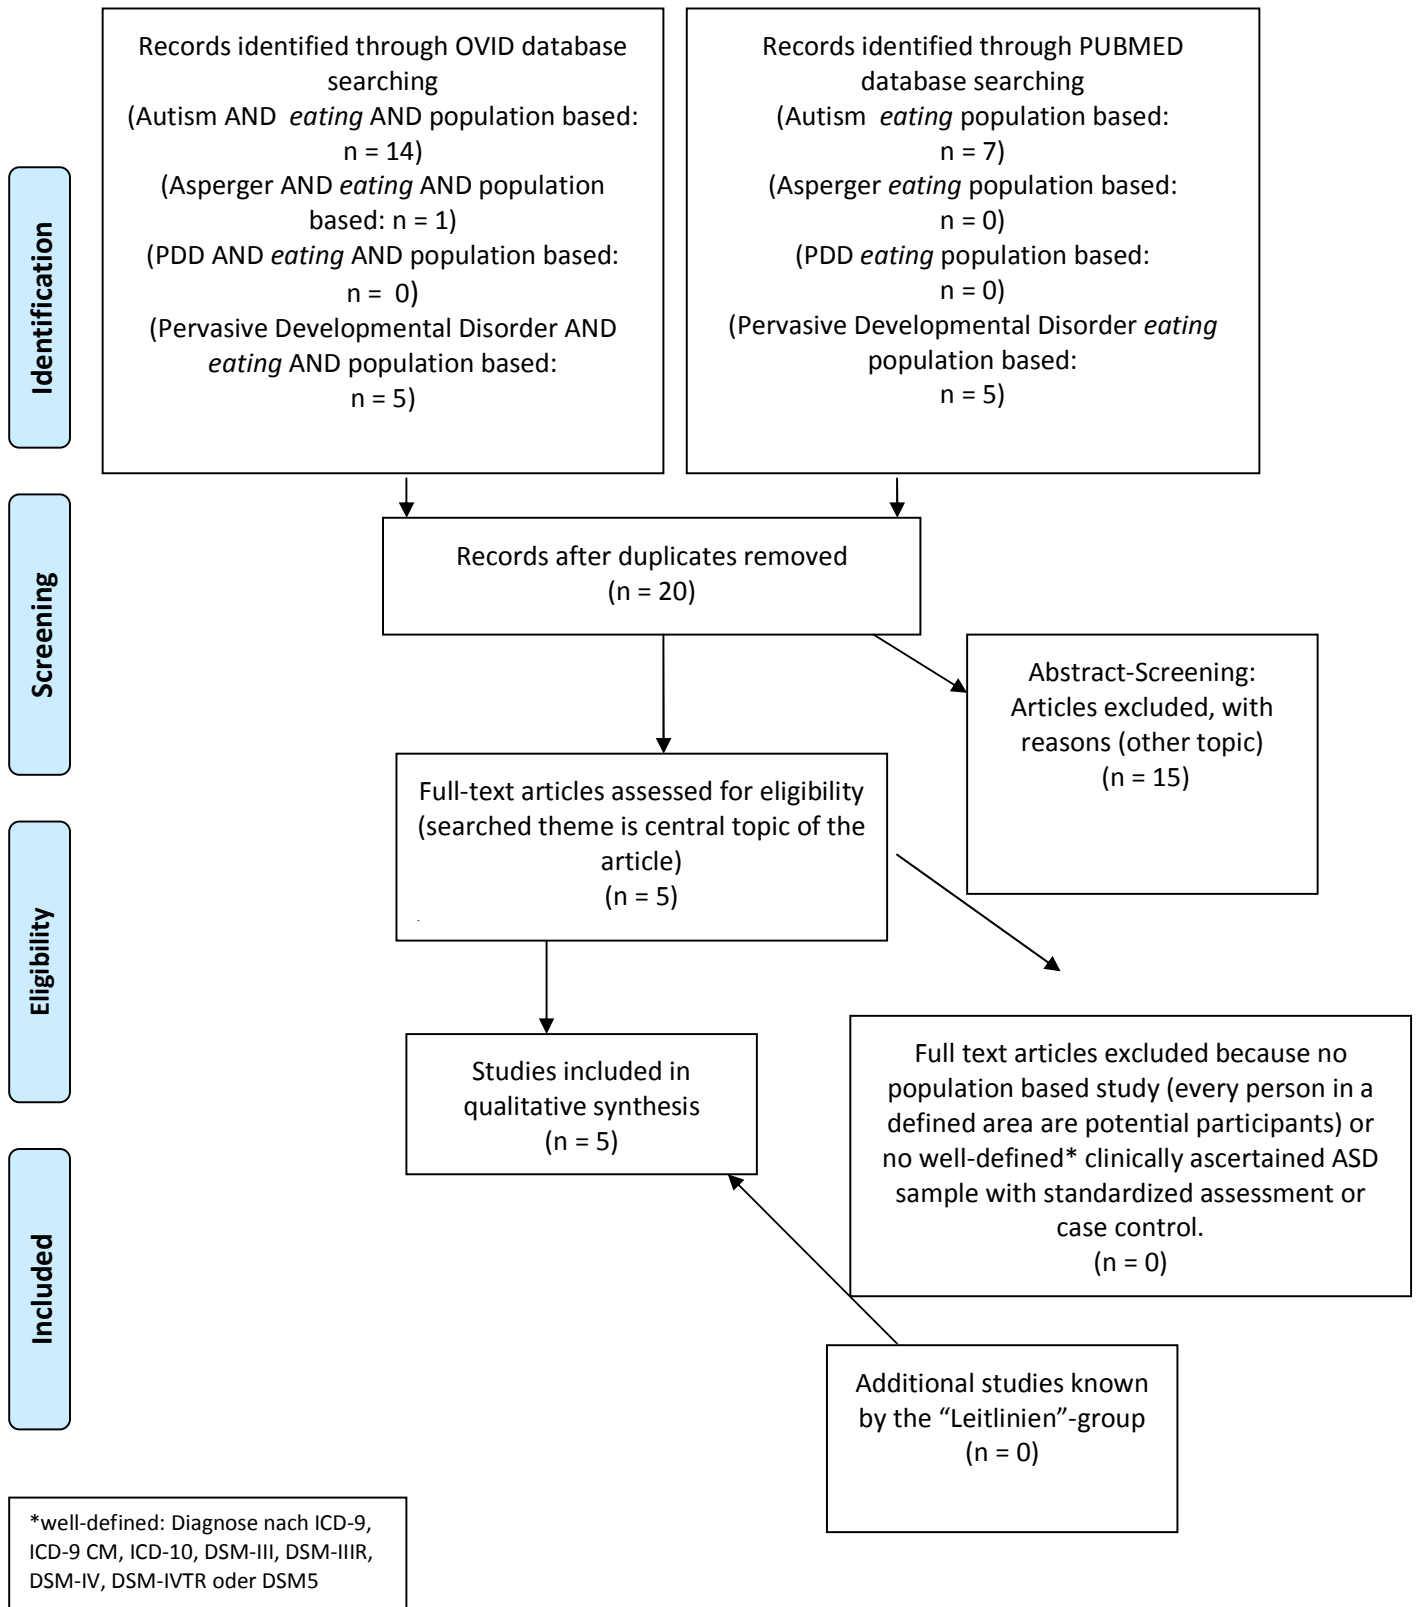 Records identified through OVID database
searching
(Autism AND eating AND population based:
n = 14)
(Asperger AND eating AND population
based: n = 1)
(PDD AND eating AND population based:
n = 0)
(Pervasive Developmental Disorder AND
eating AND population based:
n = 5)
Records identified through PUBMED
database searching
(Autism eating population based:
n = 7)
(Asperger eating population based:
n = 0)
(PDD eating population based:
n = 0)
(Pervasive Developmental Disorder eating
population based:
n = 5)
Identification
Records after duplicates removed
(n = 20)
Screening
Abstract-Screening:
Articles excluded, with
reasons (other topic)
(n = 15)
Full-text articles assessed for eligibility
(searched theme is central topic of the
article)
(n = 5)
Eligibility
Studies included in
qualitative synthesis
(n = 5)
Full text articles excluded because no
population based study (every person in a
defined area are potential participants) or
no well-defined* clinically ascertained ASD
sample with standardized assessment or
case control.
(n = 0)
Included
Additional studies known
by the “Leitlinien”-group
(n = 0)
*well-defined: Diagnose nach ICD-9,
ICD-9 CM, ICD-10, DSM-III, DSM-IIIR,
DSM-IV, DSM-IVTR oder DSM5